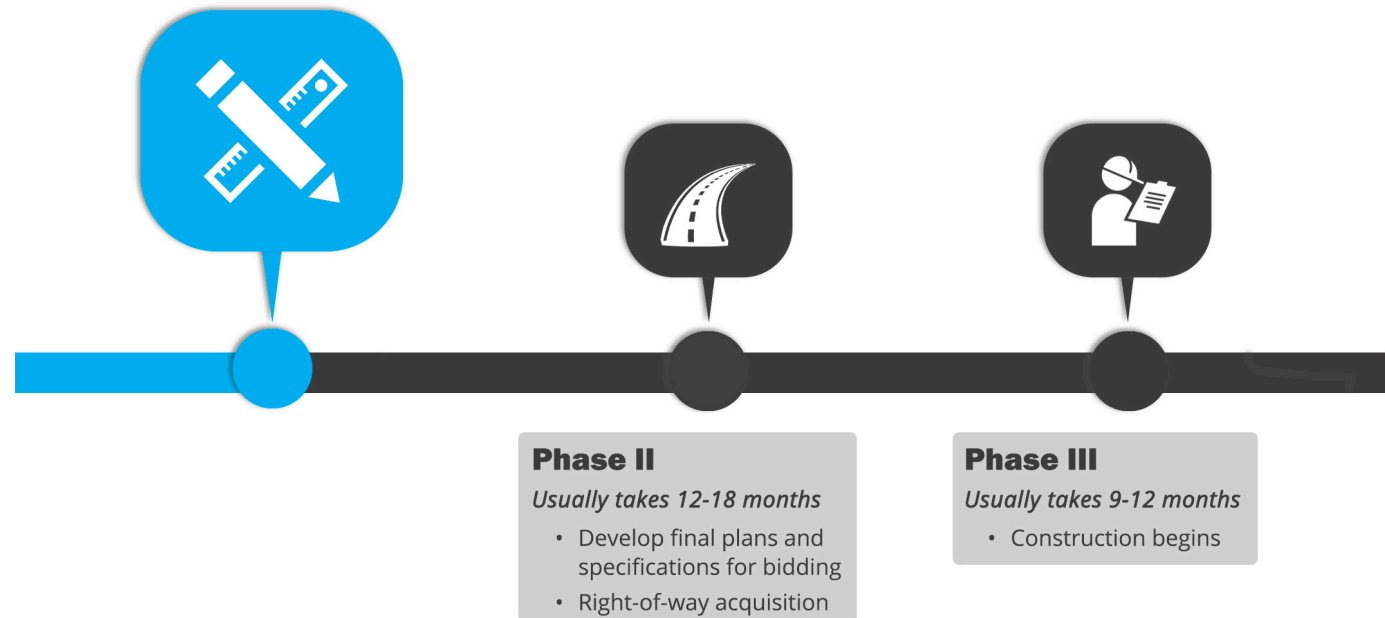 Phase II
Usually takes 12-18 months
• Develop final plans and
specifications for bidding
• Right-of-way acquisition
Phase III
Usually takes 9-12 months
• Construction begins